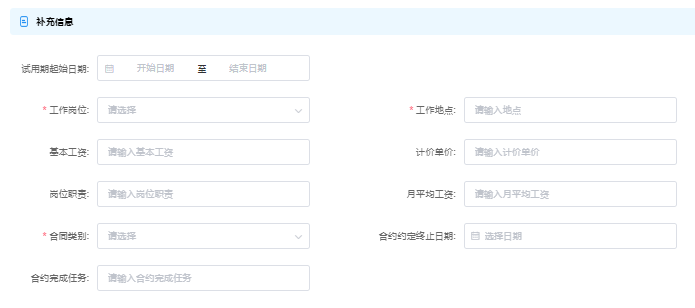 补充信息
试用期起始日期: 开始日期 至 结束日期
* 工作岗位: 请选择 * 工作地点: 请输入地点
基本工资: 请输入基本工资 计价单价: 请输入计价单价
岗位职责: 请输入岗位职责 月平均工资: 请输入月平均工资
* 合同类别: 请选择 合约约定终止日期: 选择日期
合约完成任务: 请输入合约完成任务